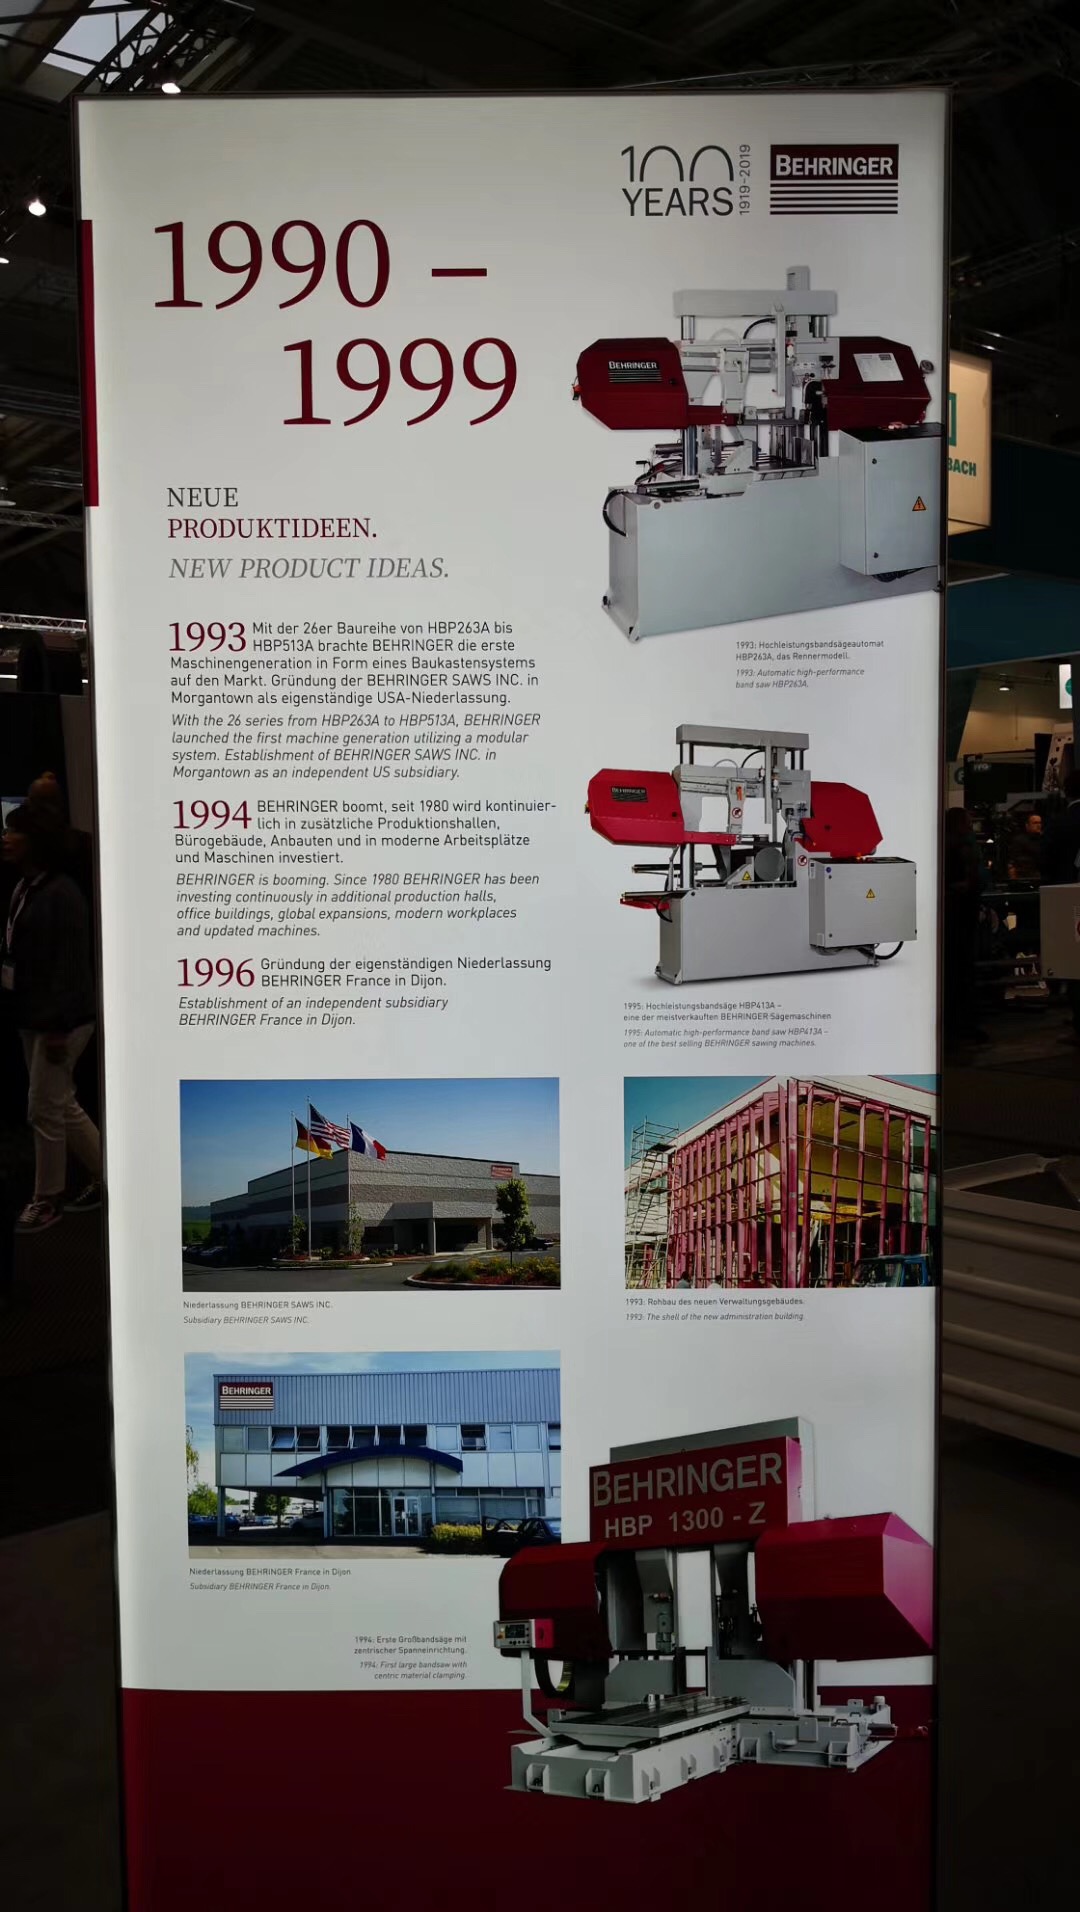 100
YEARS
1919–2019
BEHRINGER
1990 –
1999
BEHRINGER
NEUE
PRODUKTIDEEN.
NEW PRODUCT IDEAS.
1993 Mit der 26er Baureihe von HBP263A bis
HBP513A brachte BEHRINGER die erste
Maschinengeneration in Form eines Baukastensystems
auf den Markt. Gründung der BEHRINGER SAWS INC. in
Morgantown als eigenständige USA-Niederlassung.
With the 26 series from HBP263A to HBP513A, BEHRINGER
launched the first machine generation utilizing a modular
system. Establishment of BEHRINGER SAWS INC. in
Morgantown as an independent US subsidiary.
1994 BEHRINGER boomt, seit 1980 wird kontinuier-
lich in zusätzliche Produktionshallen,
Bürogebäude, Anbauten und in moderne Arbeitsplätze
und Maschinen investiert.
BEHRINGER is booming. Since 1980 BEHRINGER has been
investing continuously in additional production halls,
office buildings, global expansions, modern workplaces
and updated machines.
1996 Gründung der eigenständigen Niederlassung
BEHRINGER France in Dijon.
Establishment of an independent subsidiary
BEHRINGER France in Dijon.
1993: Hochleistungsbandsägeautomat
HBP263A, das Rennermodell.
1993: Automatic high-performance
band saw HBP263A.
1995: Hochleistungsbandsäge HBP413A –
eine der meistverkauften BEHRINGER Sägemaschinen
1995: Automatic high-performance band saw HBP413A –
one of the best selling BEHRINGER sawing machines.
Niederlassung BEHRINGER SAWS INC.
Subsidiary BEHRINGER SAWS INC.
1993: Rohbau des neuen Verwaltungsgebäudes.
1993: The shell of the new administration building.
BEHRINGER
Niederlassung BEHRINGER France in Dijon
Subsidiary BEHRINGER France in Dijon.
BEHRINGER
HBP 1300 - Z
1994: Erste Großbandsäge mit
zentrischer Spanneinrichtung.
1994: First large bandsaw with
centric material clamping.
BACH